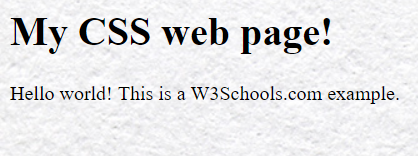 My CSS web page!
Hello world! This is a W3Schools.com example.